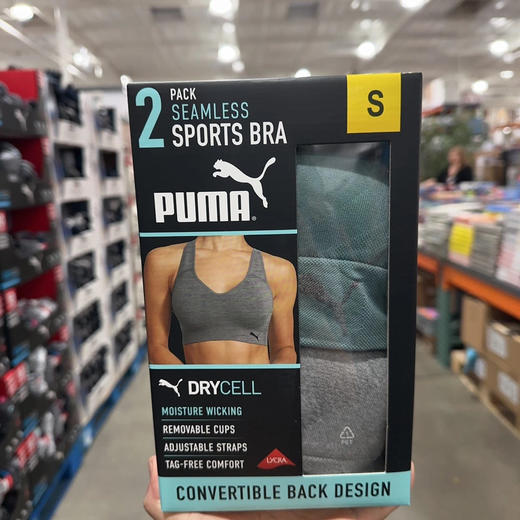 2 PACK
SEAMLESS
SPORTS BRA
S
PUMA®
DRYCELL
MOISTURE WICKING
REMOVABLE CUPS
ADJUSTABLE STRAPS
TAG-FREE COMFORT
LYCRA
1
PET
CONVERTIBLE BACK DESIGN